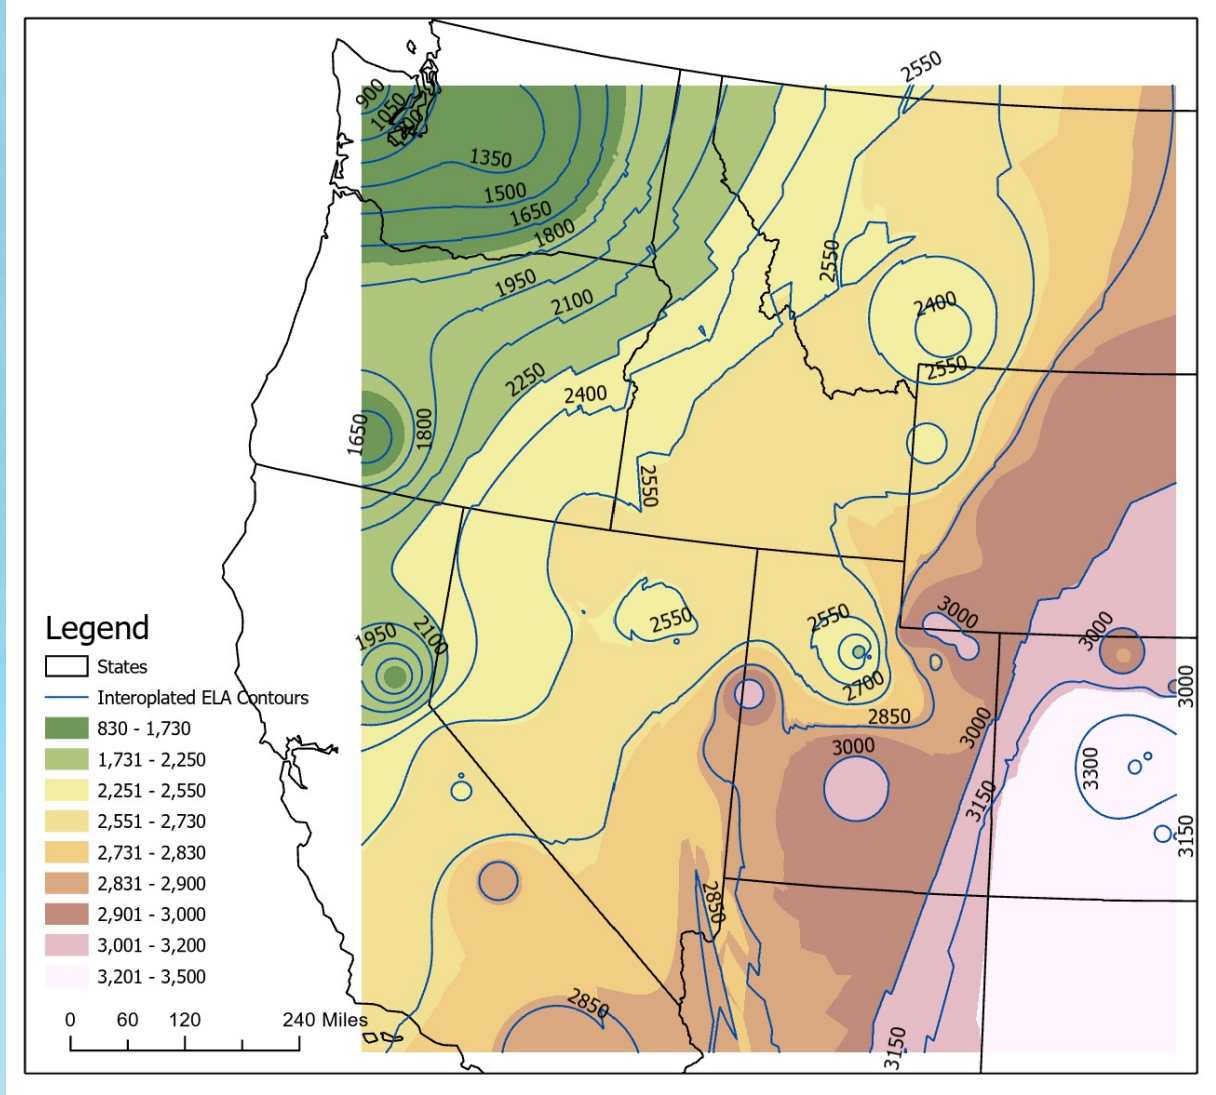 2550
900
1050
1200
1350
1500
1650
1800
1950
2100
2250
2400
2550
2400
2550
1650
1800
2550
1950
2100
2550
2550
2700
2850
3000
3000
3000
3000
3000
3150
3300
3150
2850
2850
3150
Legend
States
Interoplated ELA Contours
830 - 1,730
1,731 - 2,250
2,251 - 2,550
2,551 - 2,730
2,731 - 2,830
2,831 - 2,900
2,901 - 3,000
3,001 - 3,200
3,201 - 3,500
0 60 120 240 Miles